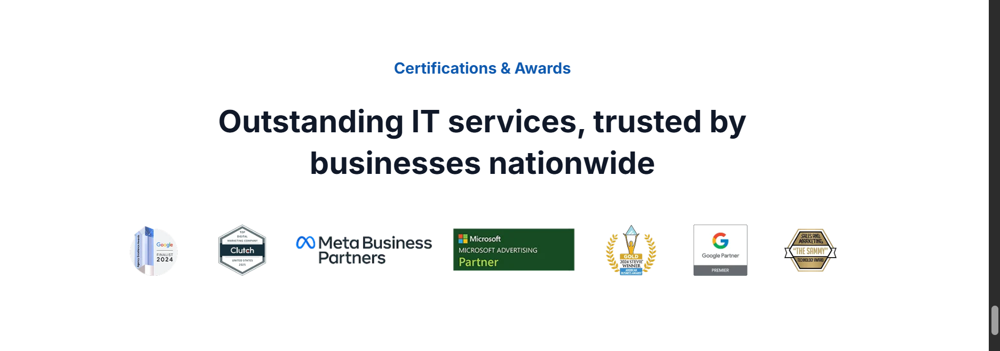 Certifications & Awards
Outstanding IT services, trusted by
businesses nationwide
Agency Excellence Awards
Google
FINALIST
2024
TOP
DIGITAL
MARKETING COMPANY
Clutch
UNITED STATES
2025
Meta Business
Partners
Microsoft
MICROSOFT ADVERTISING
Partner
GOLD
2024 STEVIE
WINNER
AMERICAN
BUSINESS AWARDS
Google Partner
PREMIER
SALES AND
MARKETING
"THE SAMMY"
TECHNOLOGY AWARD